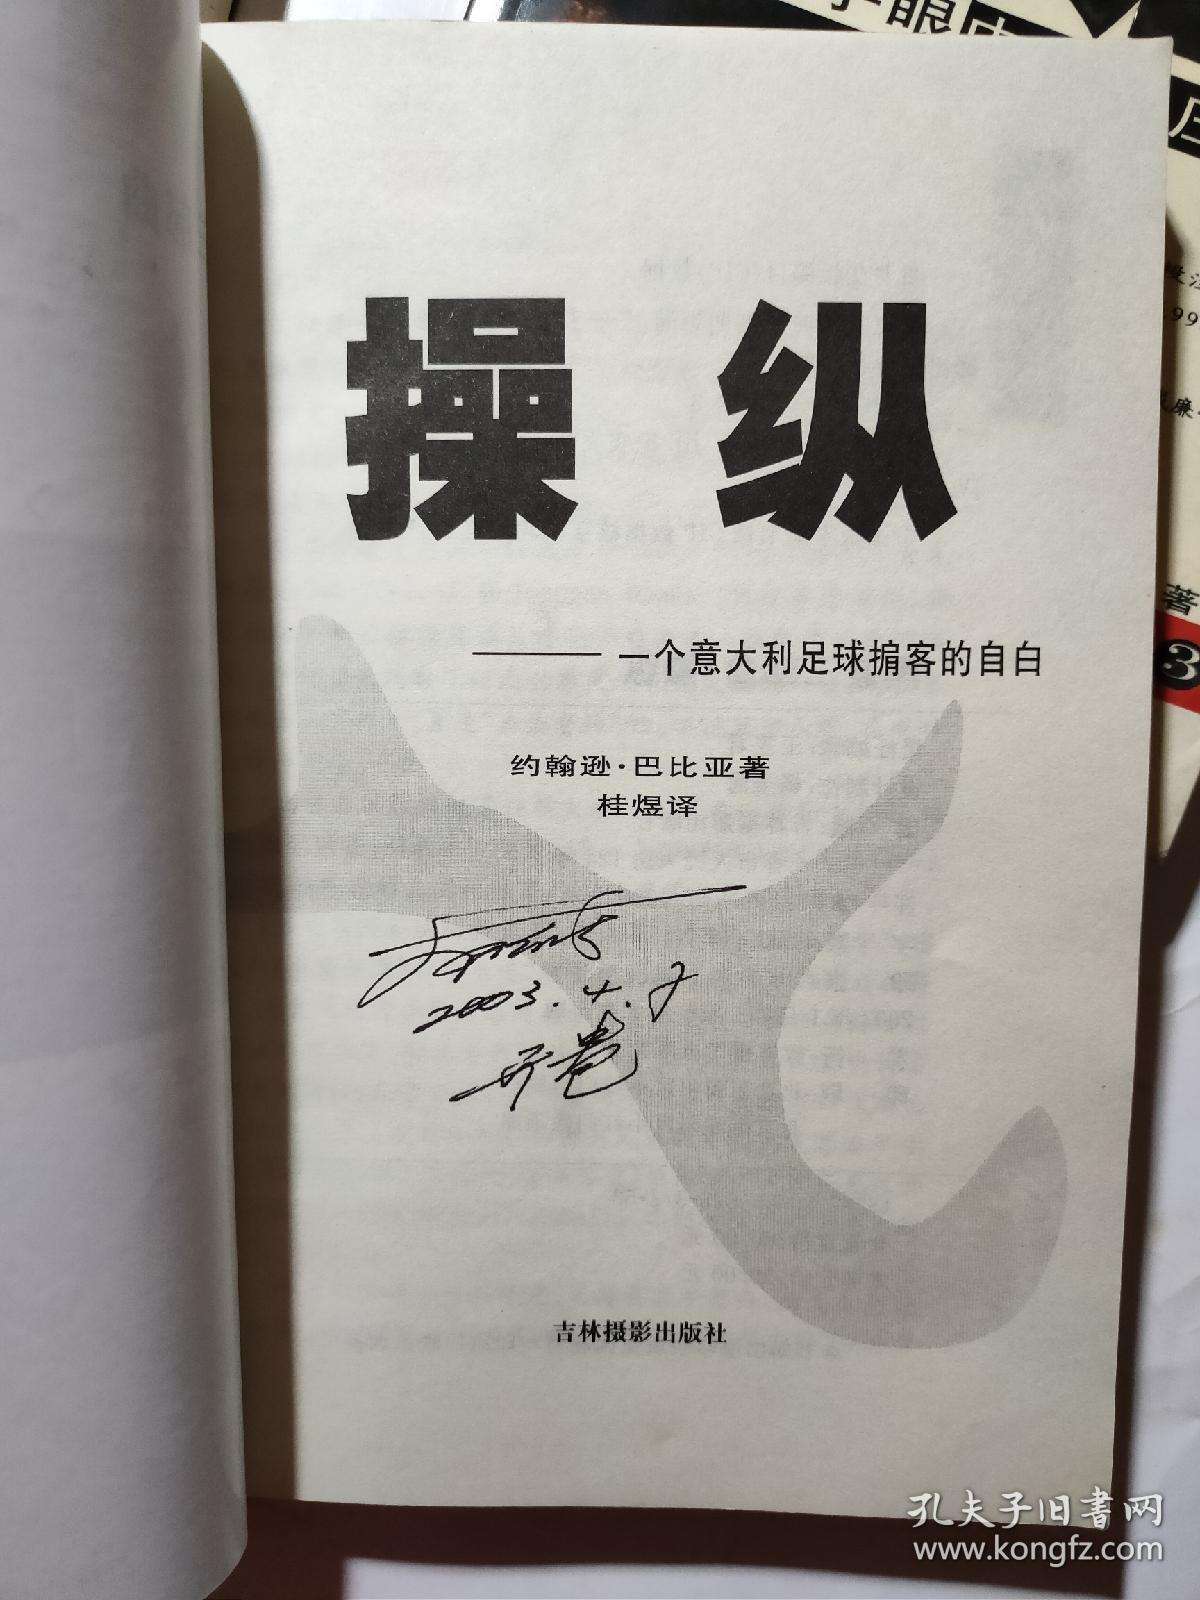 操纵
——一个意大利足球掮客的自白
约翰逊·巴比亚著
桂煜译
2003.4.7
吉林摄影出版社
著
3
孔夫子旧书网
www.kongfz.com